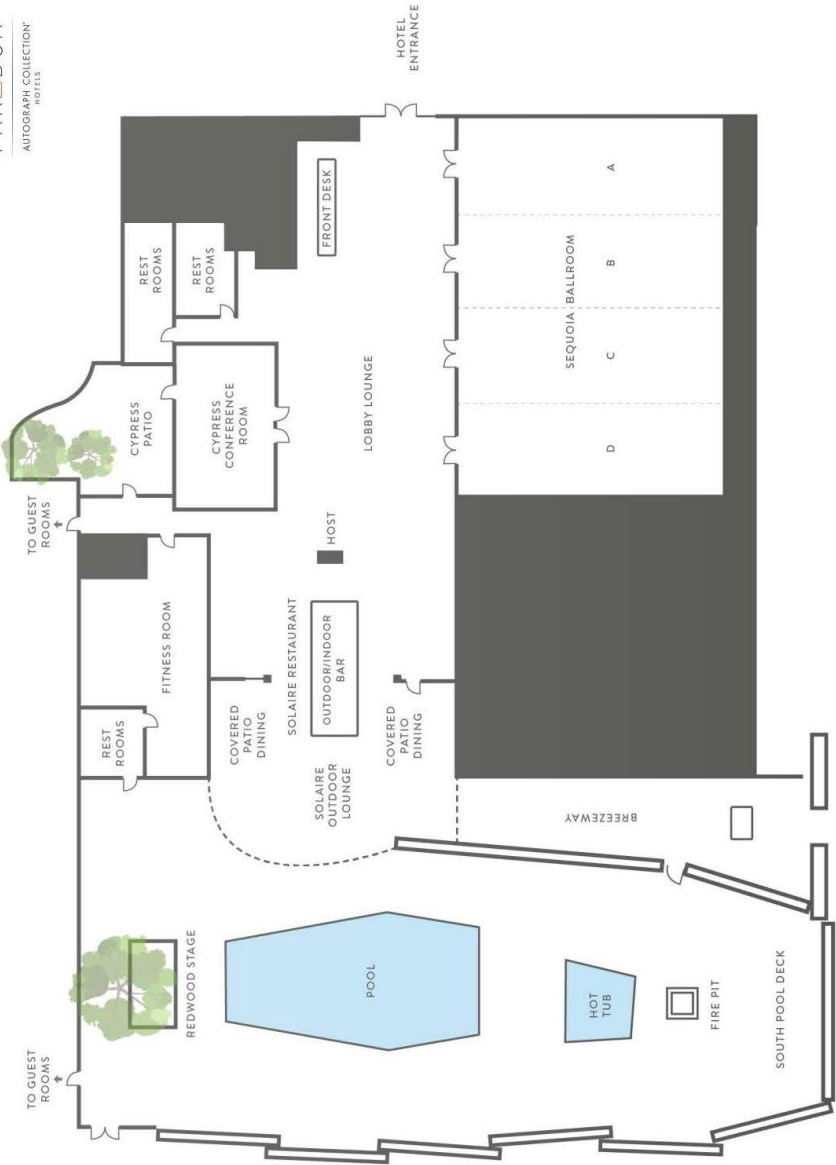 AUTOGRAPH COLLECTION®
HOTELS
TO GUEST
ROOMS
TO GUEST
ROOMS
REDWOOD STAGE
REST
ROOMS
FITNESS ROOM
CYPRESS
PATIO
REST
ROOMS
REST
ROOMS
CYPRESS
CONFERENCE
ROOM
COVERED
PATIO
DINING
SOLAIRE RESTAURANT
OUTDOOR/INDOOR
BAR
HOST
SOLAIRE
OUTDOOR
LOUNGE
COVERED
PATIO
DINING
LOBBY LOUNGE
FRONT DESK
HOTEL
ENTRANCE
POOL
HOT
TUB
FIRE PIT
SOUTH POOL DECK
BREEZEWAY
SEQUOIA BALLROOM
D
C
B
A